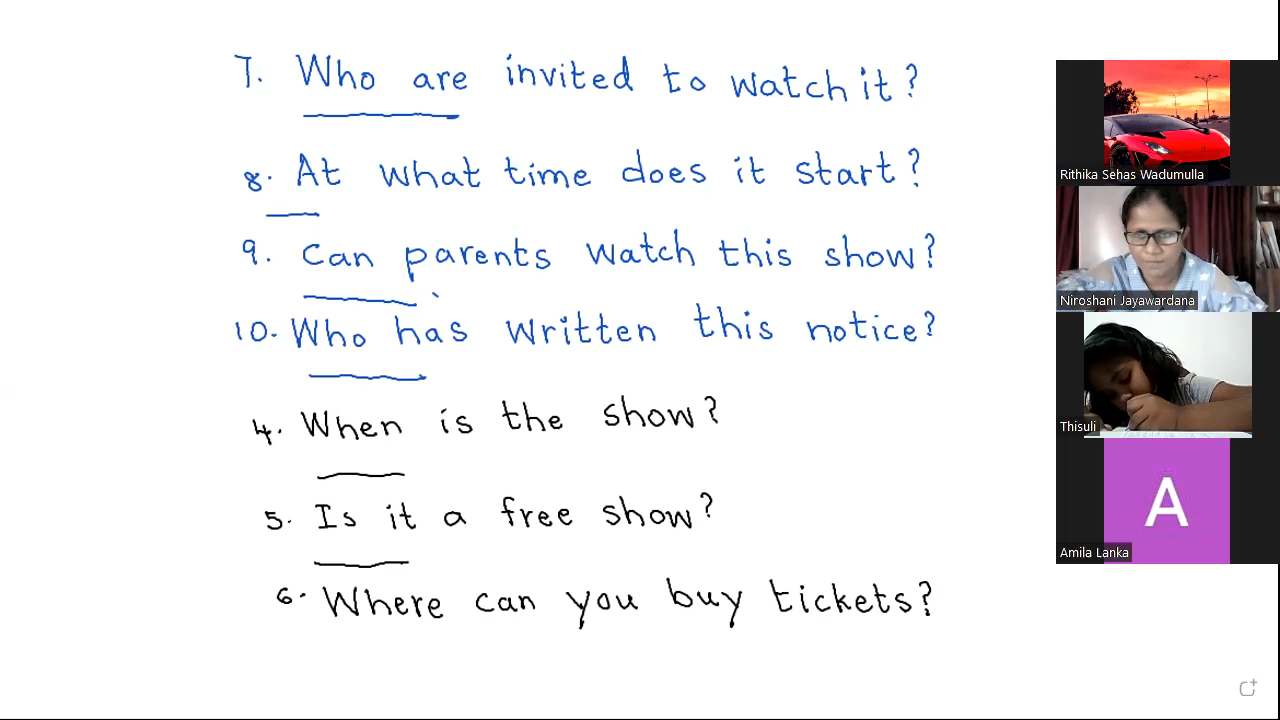 7. Who are invited to watch it?
8. At what time does it start?
9. Can parents watch this show?
10. Who has written this notice?
4. When is the show?
5. Is it a free show?
6. Where can you buy tickets?
Rithika Sehas Wadumulla
Niroshani Jayawardana
Thisuli
A
Amila Lanka